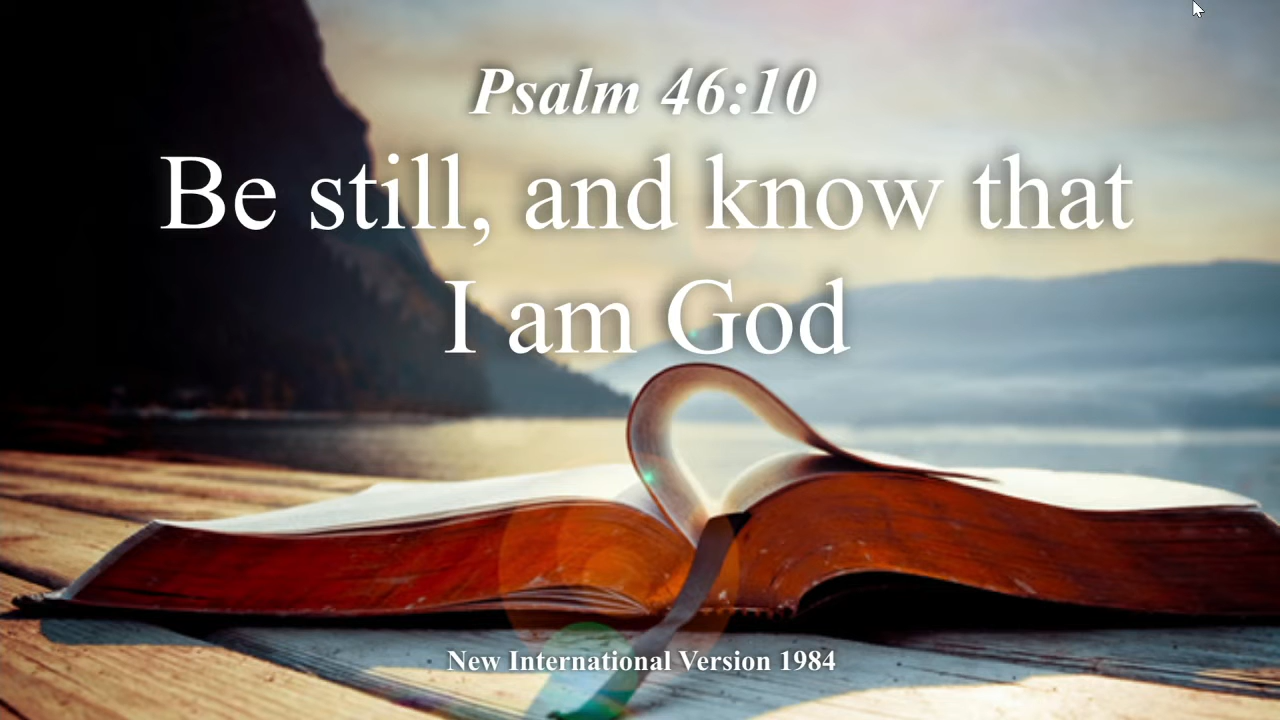 Psalm 46:10
Be still, and know that
I am God
New International Version 1984